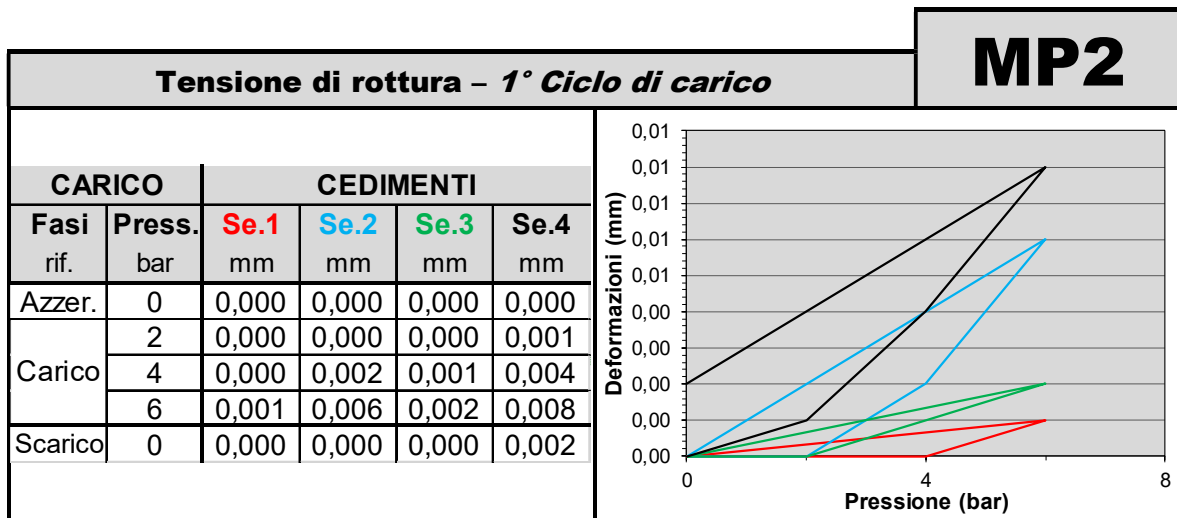 MP2
Tensione di rottura – 1° Ciclo di carico
CARICO CEDIMENTI
Fasi Press. Se.1 Se.2 Se.3 Se.4
rif. bar mm mm mm mm
Azzer. 0 0,000 0,000 0,000 0,000
2 0,000 0,000 0,000 0,001
Carico 4 0,000 0,002 0,001 0,004
6 0,001 0,006 0,002 0,008
Scarico 0 0,000 0,000 0,000 0,002
Deformazioni (mm)
0,01
0,01
0,01
0,01
0,01
0,00
0,00
0,00
0,00
0,00
0 4 8
Pressione (bar)